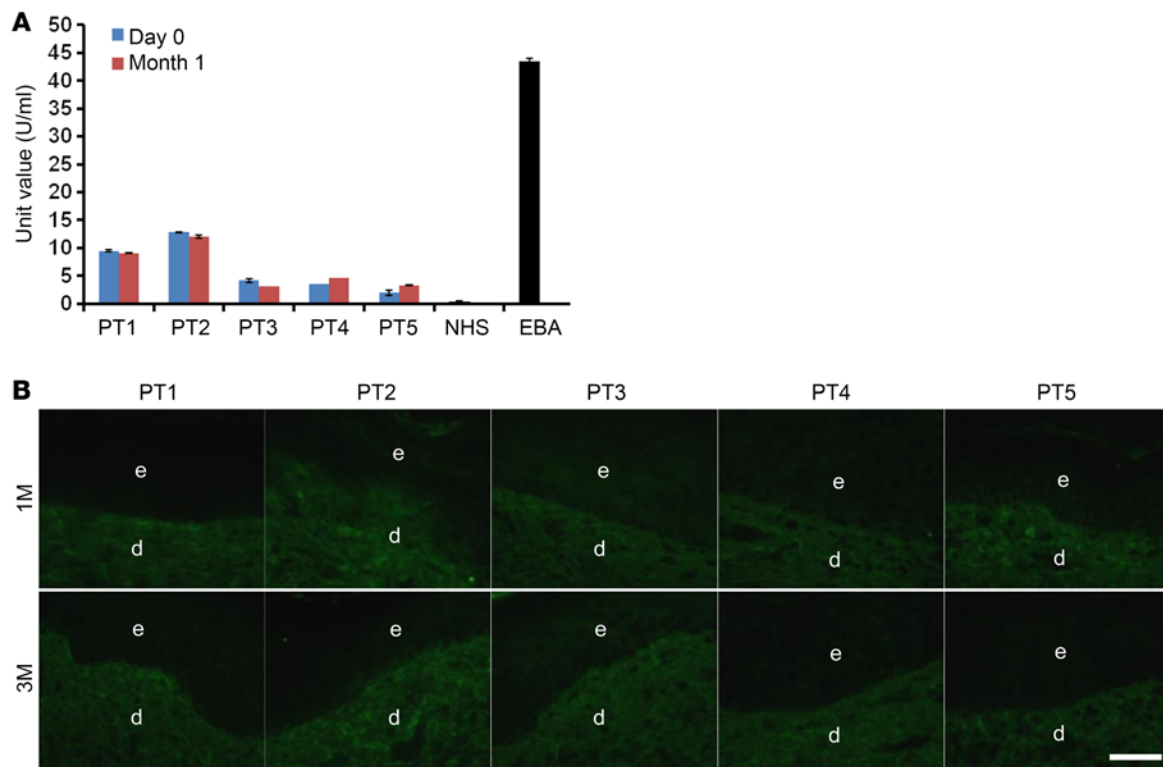 A
50
45
40
35
30
25
20
15
10
5
0
Unit value (U/ml)
Day 0
Month 1
PT1 PT2 PT3 PT4 PT5 NHS EBA
B
PT1 PT2 PT3 PT4 PT5
1M
e e e e e
d d d d d
3M
e e e e e
d d d d d